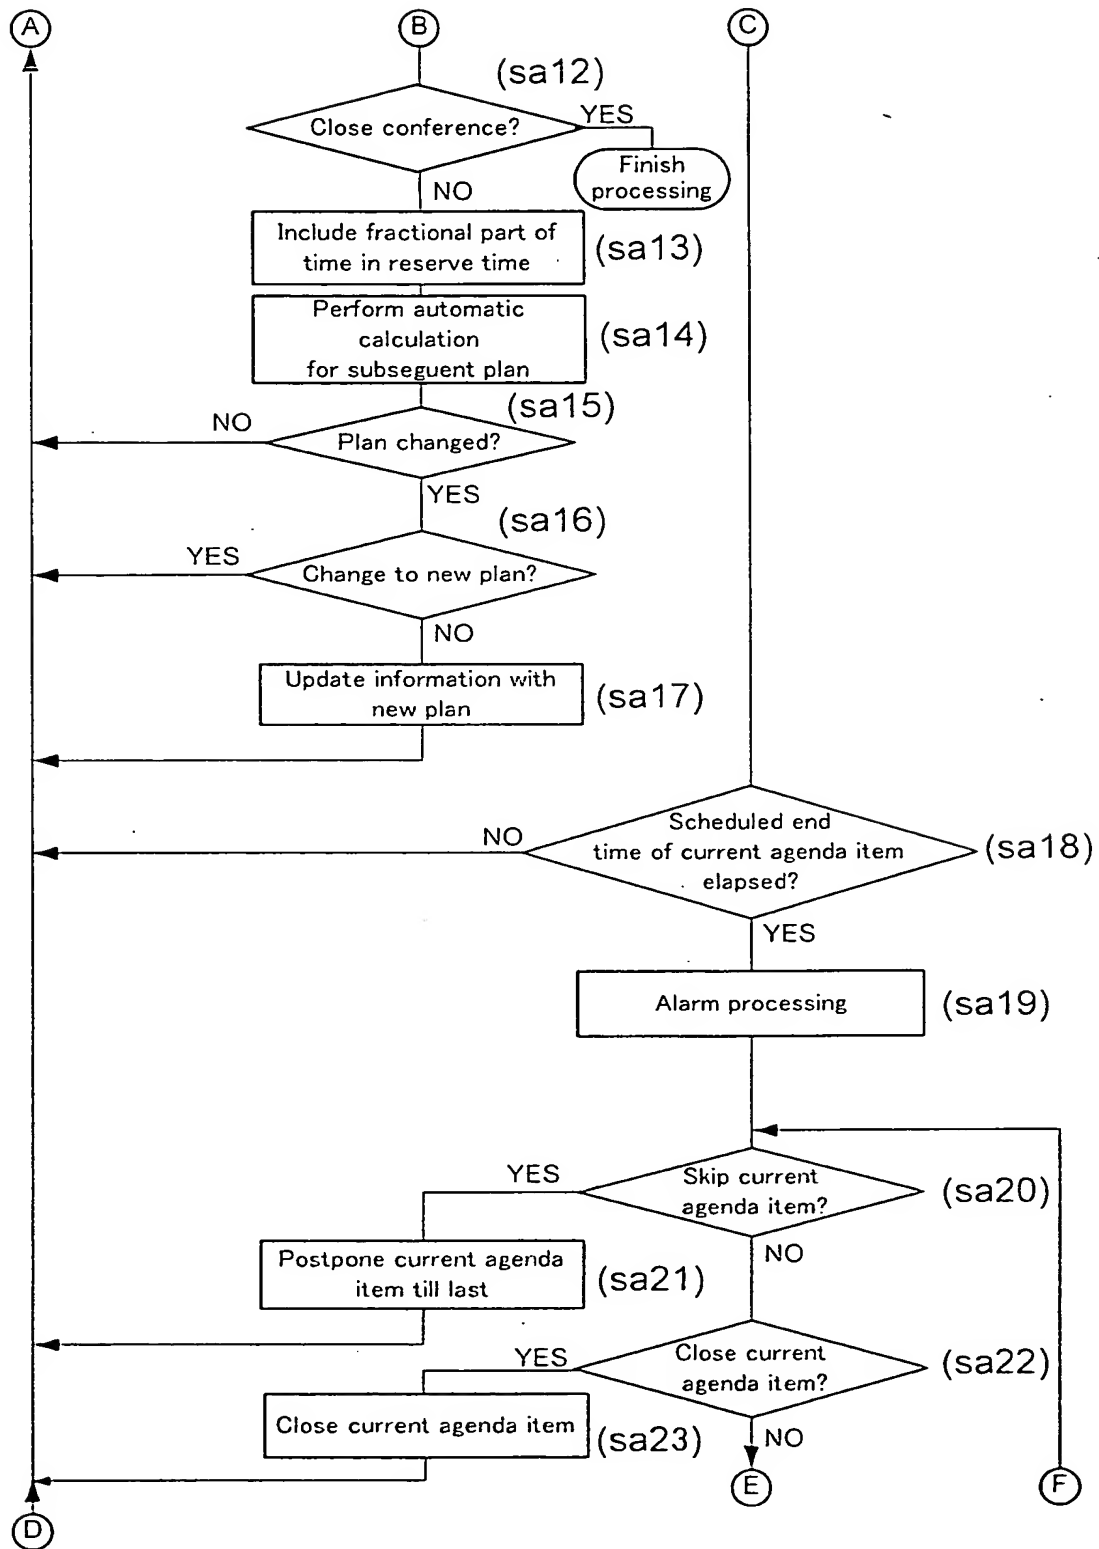 A
B
C
(sa12)
Close conference?
YES
Finish
processing
NO
Include fractional part of
time in reserve time
(sa13)
Perform automatic
calculation
for subseguent plan
(sa14)
(sa15)
NO
Plan changed?
YES
(sa16)
YES
Change to new plan?
NO
Update information with
new plan
(sa17)
NO
Scheduled end
time of current agenda item
elapsed?
(sa18)
YES
Alarm processing
(sa19)
YES
Skip current
agenda item?
(sa20)
NO
Postpone current agenda
item till last
(sa21)
YES
Close current
agenda item?
(sa22)
Close current agenda item
(sa23)
NO
E
F
D